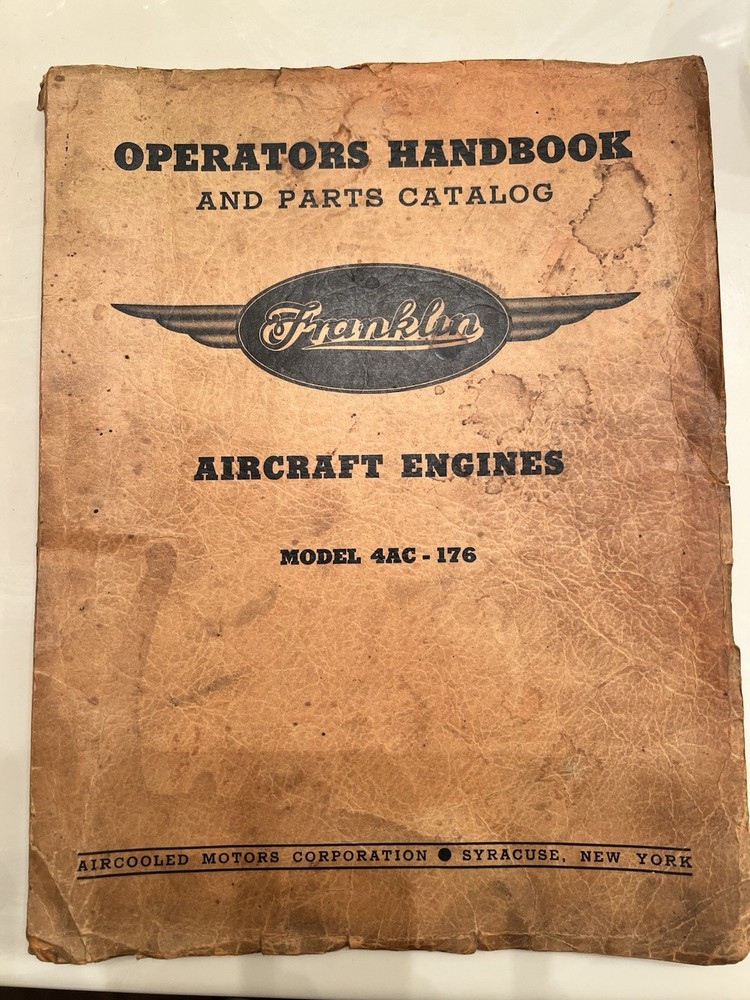 OPERATORS HANDBOOK
AND PARTS CATALOG
Franklin
AIRCRAFT ENGINES
MODEL 4AC - 176
AIRCOOLED MOTORS CORPORATION ● SYRACUSE, NEW YORK